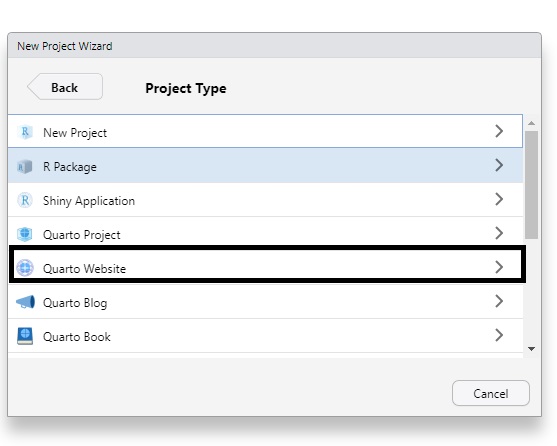 New Project Wizard
Back
Project Type
R New Project
R R Package
R Shiny Application
Quarto Project
Quarto Website
Quarto Blog
Quarto Book
Cancel